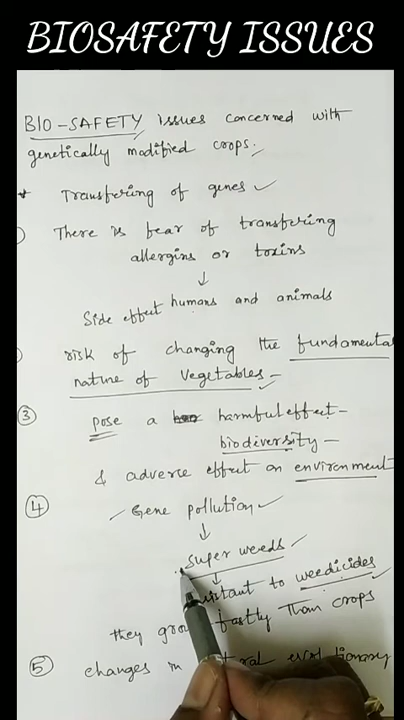 BIOSAFETY ISSUES
BIO-SAFETY issues concerned with
genetically modified crops.
* Transfering of genes ✓
) There is fear of transfering
allergins or toxins
↓
Side effect humans and animals
) risk of changing the fundamental
nature of vegetables –
③ pose a harmful effect –
biodiversity –
& adverse effect on environment
④ Gene pollution
↓
Super weeds
↓
to weedicides
they fastly than crops
⑤ changes in